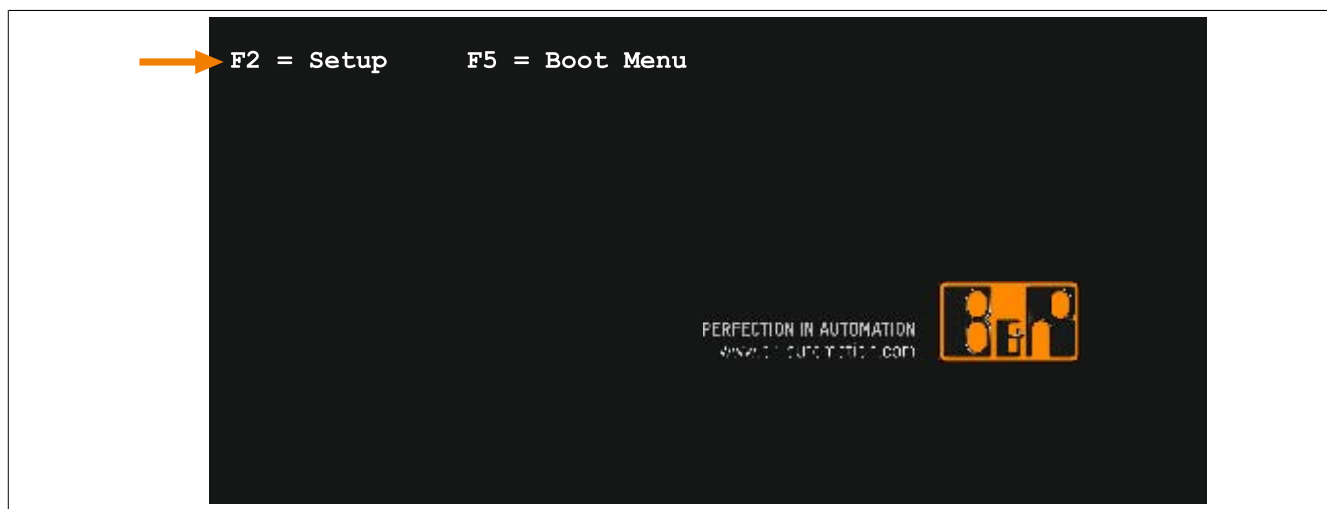 F2 = Setup F5 = Boot Menu
PERFECTION IN AUTOMATION